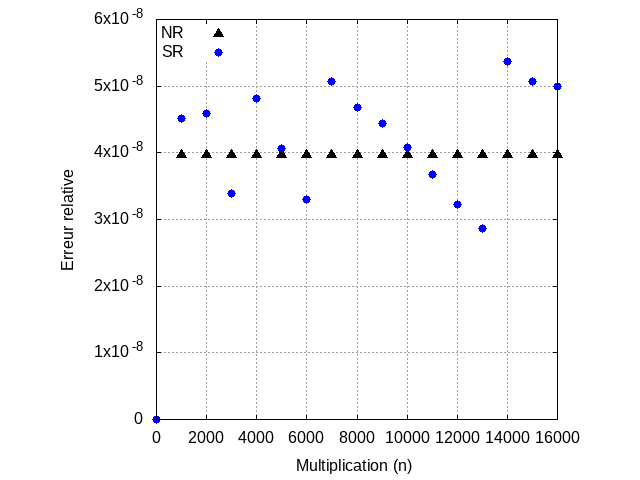 6x10⁻⁸
NR
SR
5x10⁻⁸
4x10⁻⁸
3x10⁻⁸
2x10⁻⁸
1x10⁻⁸
0
Erreur relative
0 2000 4000 6000 8000 10000 12000 14000 16000
Multiplication (n)